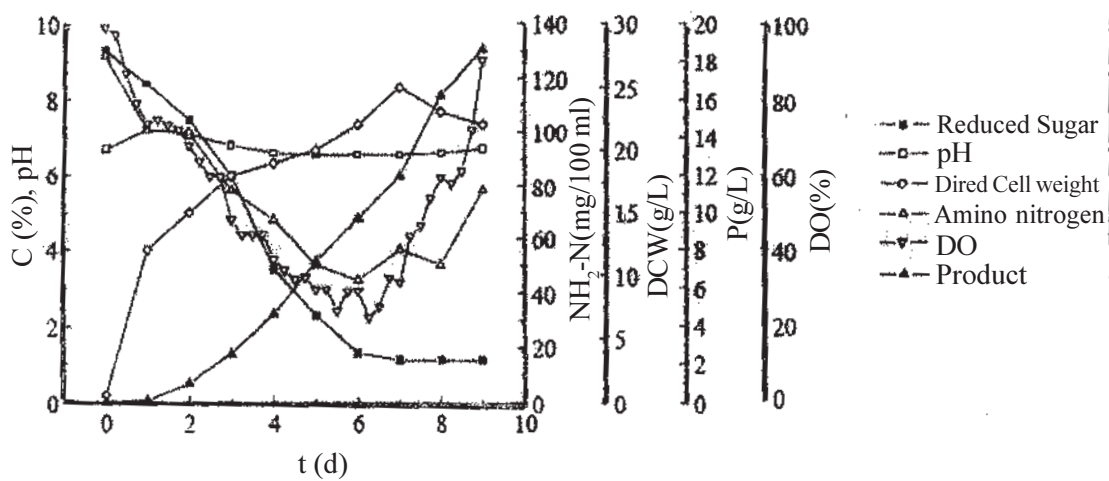 C (%), pH
10
8
6
4
2
0
0 2 4 6 8 10
t (d)
140
120
100
80
60
40
20
0
NH2-N(mg/100 ml)
30
25
20
15
10
5
0
DCW(g/L)
20
18
16
14
12
10
8
6
4
2
0
P(g/L)
100
80
60
40
20
0
DO(%)
Reduced Sugar
pH
Dired Cell weight
Amino nitrogen
DO
Product